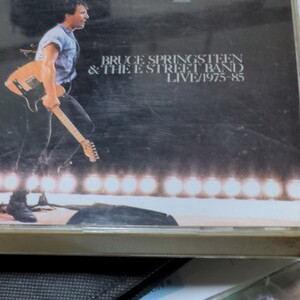 BRUCE SPRINGSTEEN
& THE E STREET BAND
LIVE/1975-85